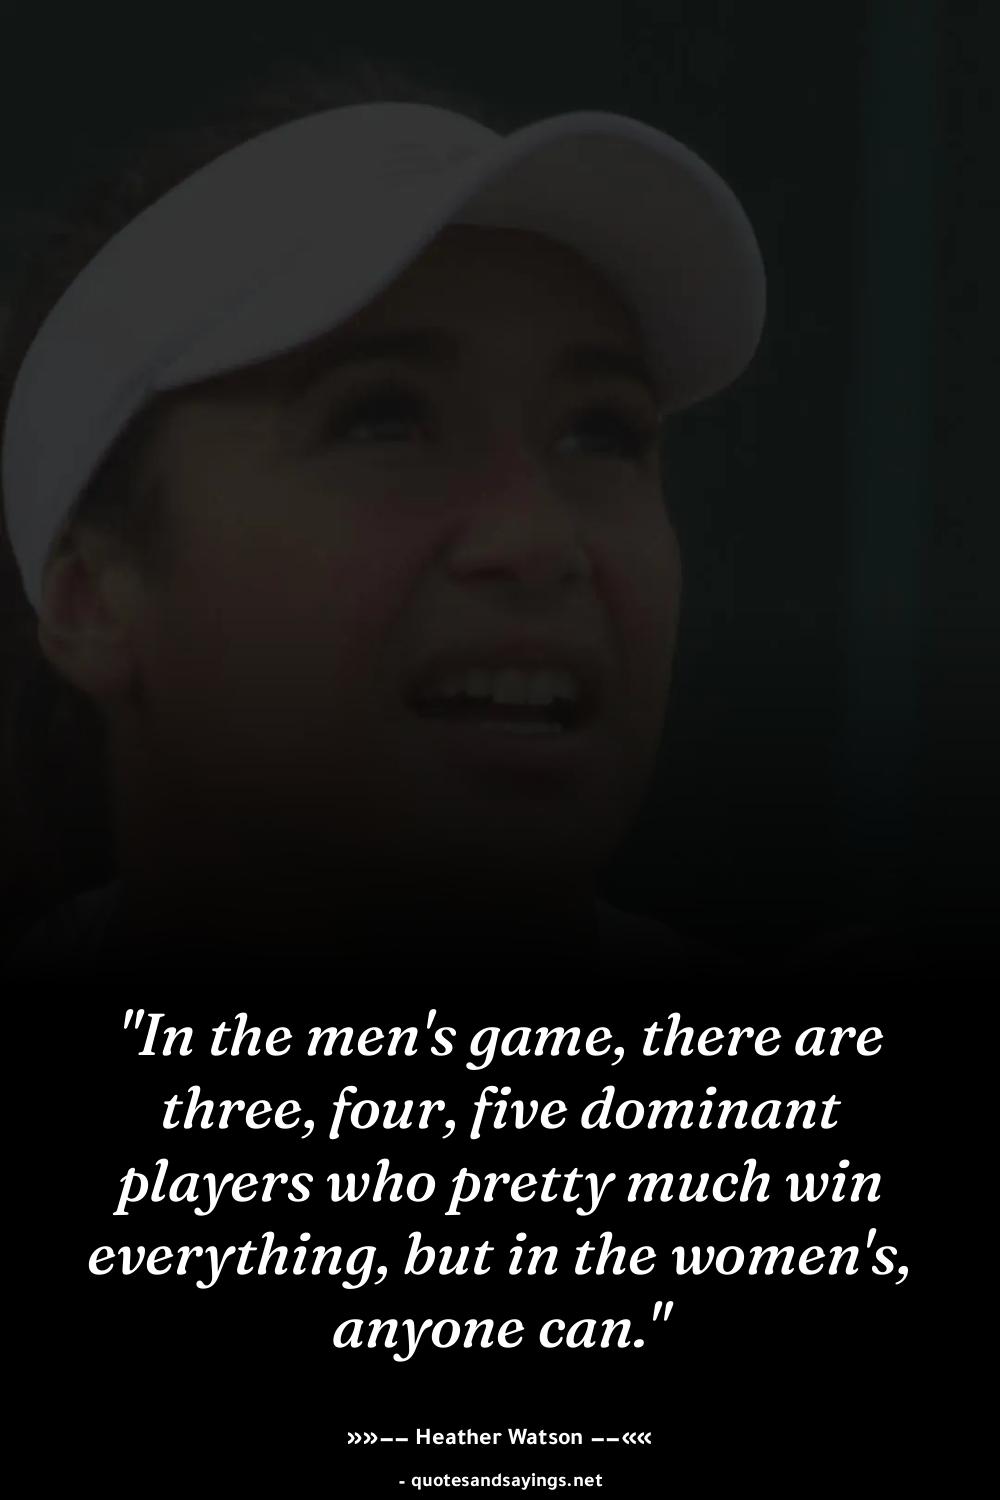 "In the men's game, there are
three, four, five dominant
players who pretty much win
everything, but in the women's,
anyone can."
»»–– Heather Watson ––««
- quotesandsayings.net